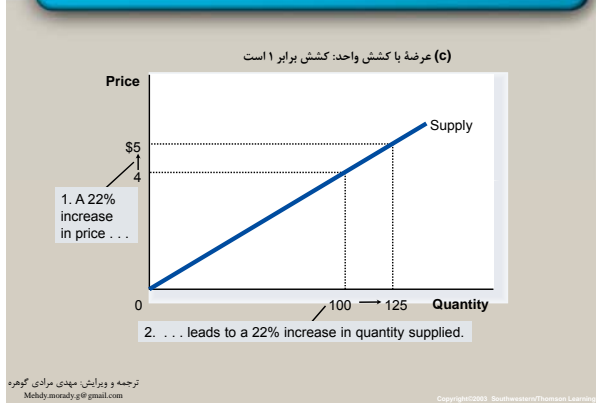 (c) عرضهٔ با کشش واحد: کشش برابر ۱ است
Price
Supply
$5
4
1. A 22%
increase
in price . . .
0
100
125
Quantity
2. . . . leads to a 22% increase in quantity supplied.
ترجمه و ویرایش: مهدی مرادی گوهره
Mehdy.morady.g@gmail.com
Copyright©2003 Southwestern/Thomson Learning